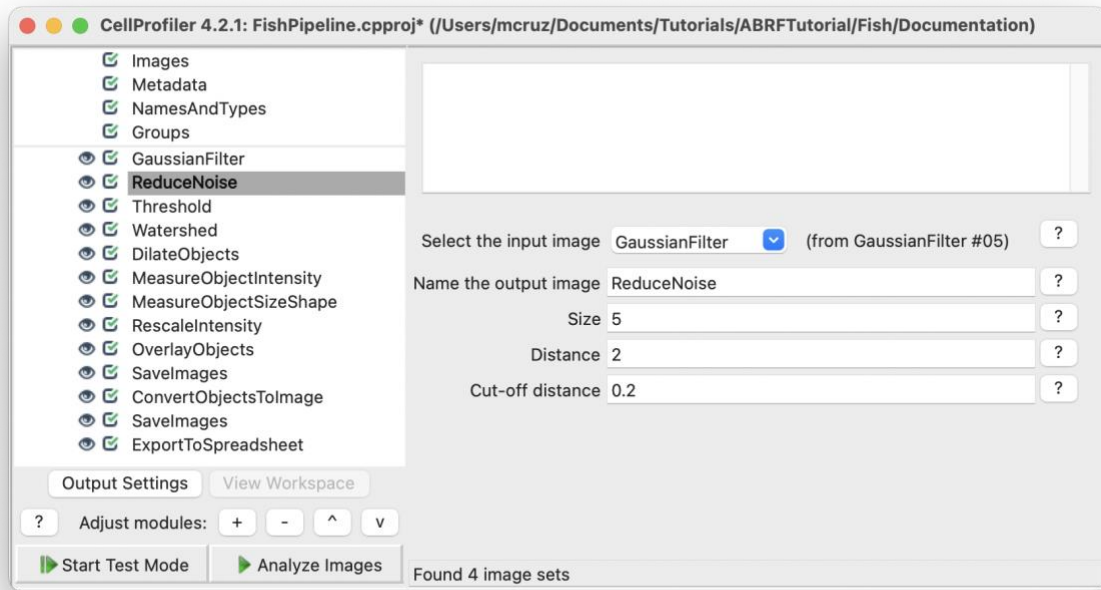 CellProfiler 4.2.1: FishPipeline.cpproj* (/Users/mcruz/Documents/Tutorials/ABRFTutorial/Fish/Documentation)
Images
Metadata
NamesAndTypes
Groups
GaussianFilter
ReduceNoise
Threshold
Watershed
DilateObjects
MeasureObjectIntensity
MeasureObjectSizeShape
RescaleIntensity
OverlayObjects
SaveImages
ConvertObjectsToImage
SaveImages
ExportToSpreadsheet
Output Settings View Workspace
? Adjust modules: + - ^ v
Start Test Mode Analyze Images
Select the input image GaussianFilter (from GaussianFilter #05) ?
Name the output image ReduceNoise ?
Size 5 ?
Distance 2 ?
Cut-off distance 0.2 ?
Found 4 image sets